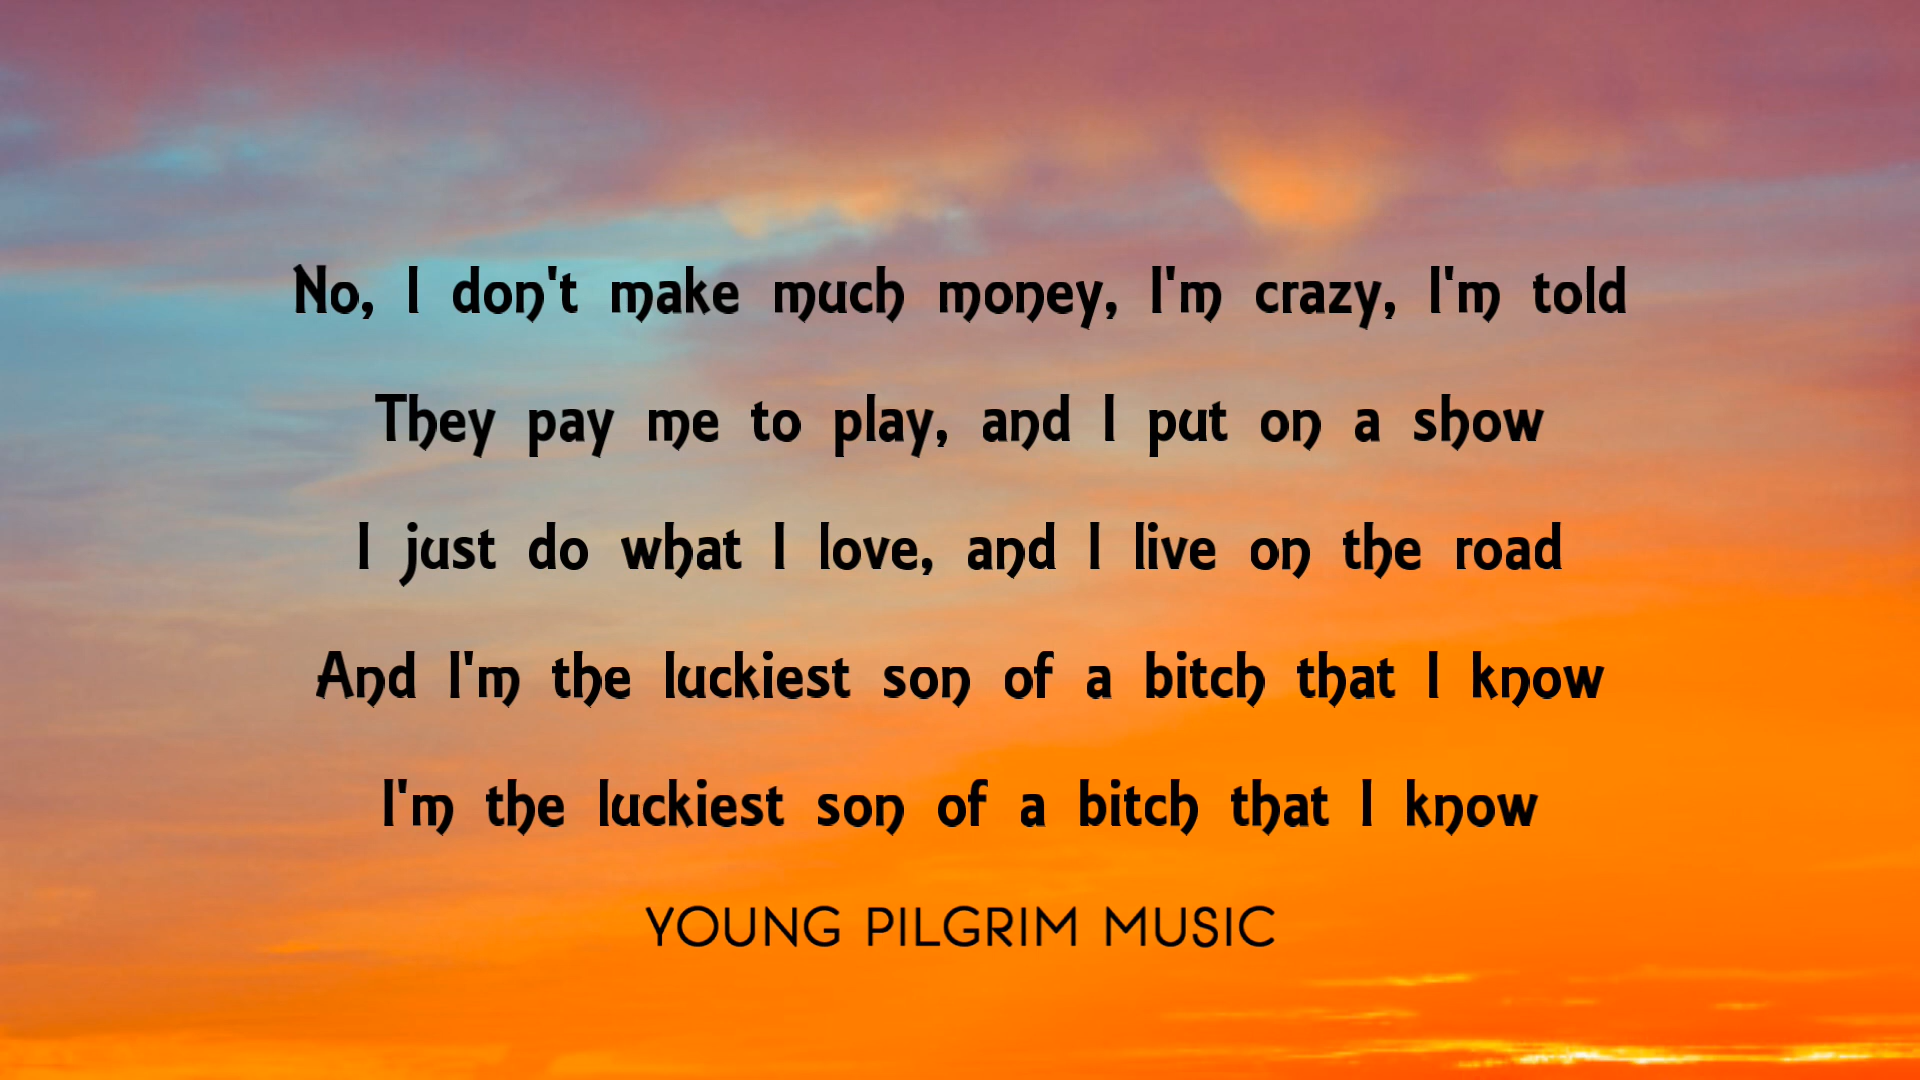 No, I don't make much money, I'm crazy, I'm told
They pay me to play, and I put on a show
I just do what I love, and I live on the road
And I'm the luckiest son of a bitch that I know
I'm the luckiest son of a bitch that I know
YOUNG PILGRIM MUSIC